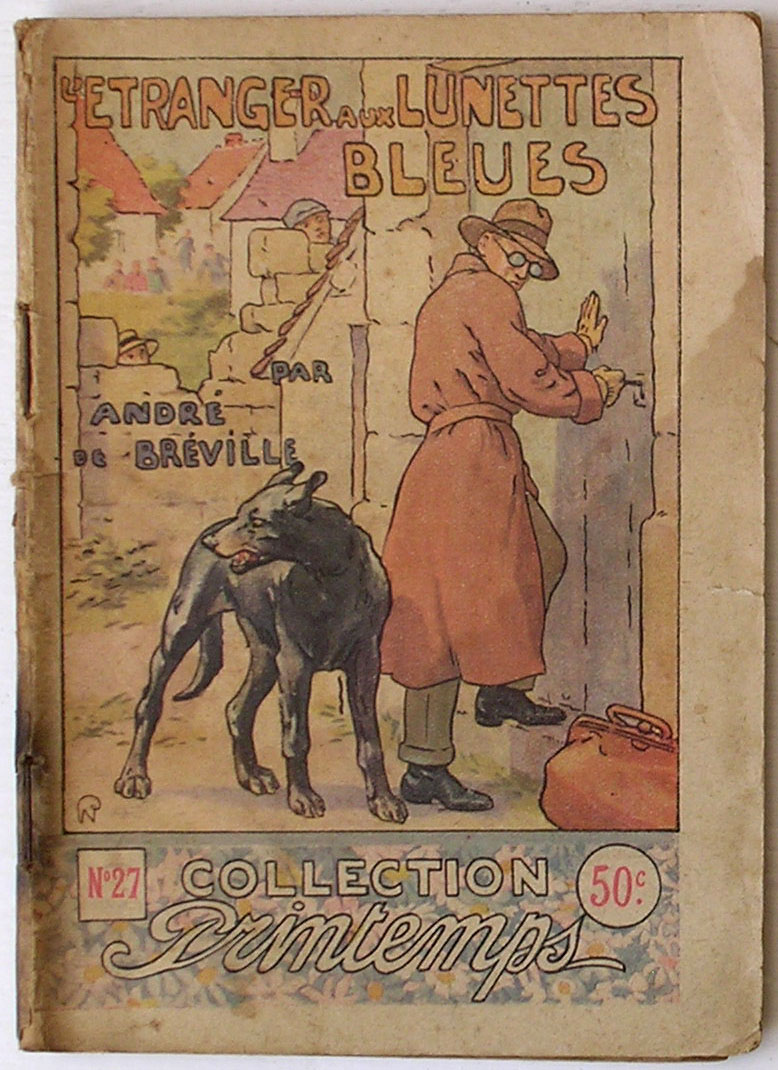 L'ETRANGER AUX LUNETTES
BLEUES
PAR
ANDRÉ
DE BRÉVILLE
N°27
COLLECTION
Printemps
50c.